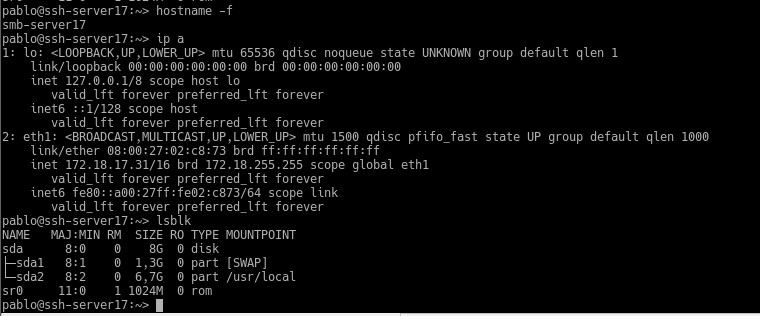 pablo@ssh-server17:~> hostname -f
smb-server17
pablo@ssh-server17:~> ip a
1: lo: <LOOPBACK,UP,LOWER_UP> mtu 65536 qdisc noqueue state UNKNOWN group default qlen 1
    link/loopback 00:00:00:00:00:00 brd 00:00:00:00:00:00
    inet 127.0.0.1/8 scope host lo
       valid_lft forever preferred_lft forever
    inet6 ::1/128 scope host
       valid_lft forever preferred_lft forever
2: eth1: <BROADCAST,MULTICAST,UP,LOWER_UP> mtu 1500 qdisc pfifo_fast state UP group default qlen 1000
    link/ether 08:00:27:02:c8:73 brd ff:ff:ff:ff:ff:ff
    inet 172.18.17.31/16 brd 172.18.255.255 scope global eth1
       valid_lft forever preferred_lft forever
    inet6 fe80::a00:27ff:fe02:c873/64 scope link
       valid_lft forever preferred_lft forever
pablo@ssh-server17:~> lsblk
NAME   MAJ:MIN RM  SIZE RO TYPE MOUNTPOINT
sda      8:0    0    8G  0 disk
├─sda1   8:1    0  1,3G  0 part [SWAP]
└─sda2   8:2    0  6,7G  0 part /usr/local
sr0     11:0    1 1024M  0 rom
pablo@ssh-server17:~>